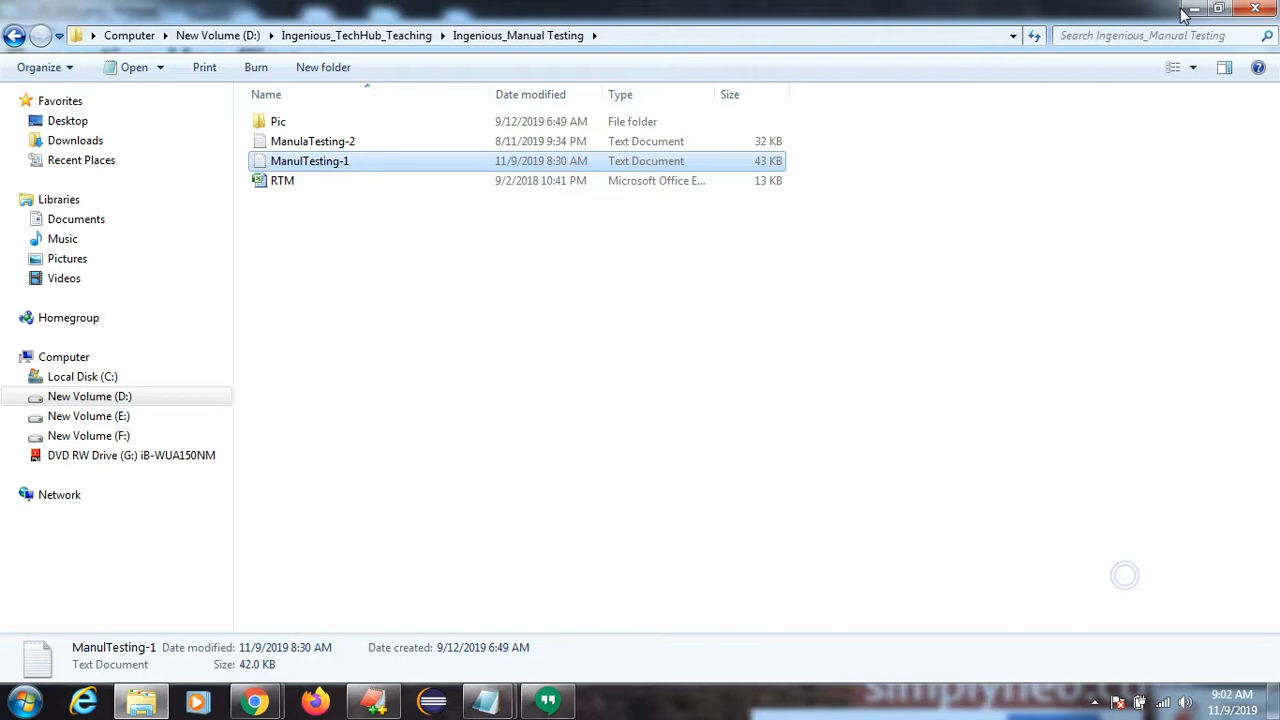 Computer New Volume (D:) Ingenious_TechHub_Teaching Ingenious_Manual Testing Search Ingenious_Manual Testing
Organize Open Print Burn New folder
Name Date modified Type Size
Favorites
Desktop
Downloads
Recent Places
Libraries
Documents
Music
Pictures
Videos
Homegroup
Computer
Local Disk (C:)
New Volume (D:)
New Volume (E:)
New Volume (F:)
DVD RW Drive (G:) iB-WUA150NM
Network
Pic 9/12/2019 6:49 AM File folder
ManulaTesting-2 8/11/2019 9:34 PM Text Document 32 KB
ManulTesting-1 11/9/2019 8:30 AM Text Document 43 KB
RTM 9/2/2018 10:41 PM Microsoft Office E... 13 KB
ManulTesting-1 Date modified: 11/9/2019 8:30 AM Date created: 9/12/2019 6:49 AM
Text Document Size: 42.0 KB
9:02 AM
11/9/2019